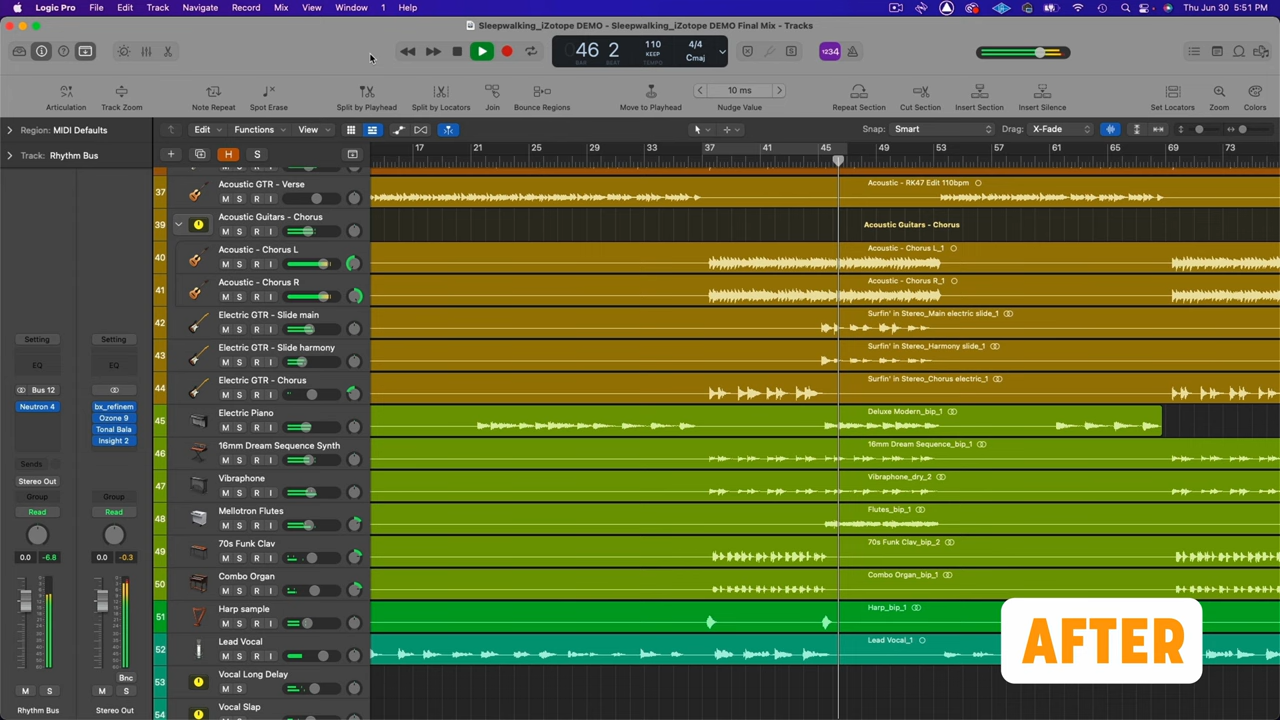 Logic Pro File Edit Track Navigate Record Mix View Window 1 Help Thu Jun 30 5:51 PM
Sleepwalking_iZotope DEMO - Sleepwalking_iZotope DEMO Final Mix - Tracks
46 2 110 4/4
KEEP Cmaj
BAR BEAT TEMPO
1234
Articulation Track Zoom Note Repeat Spot Erase Split by Playhead Split by Locators Join Bounce Regions Move to Playhead 10 ms Nudge Value Repeat Section Cut Section Insert Section Insert Silence Set Locators Zoom Colors
Region: MIDI Defaults Edit Functions View Snap: Smart Drag: X-Fade
Track: Rhythm Bus H S 17 21 25 29 33 37 41 45 49 53 57 61 65 69 73
M S R I
37 Acoustic GTR - Verse Acoustic - RK47 Edit 110bpm
M S R I
39 Acoustic Guitars - Chorus Acoustic Guitars - Chorus
M S
40 Acoustic - Chorus L Acoustic - Chorus L_1
M S R I
41 Acoustic - Chorus R Acoustic - Chorus R_1
M S R I
42 Electric GTR - Slide main Surfin' in Stereo_Main electric slide_1
M S R I
43 Electric GTR - Slide harmony Surfin' in Stereo_Harmony slide_1
M S R I
44 Electric GTR - Chorus Surfin' in Stereo_Chorus electric_1
M S R I
45 Electric Piano Deluxe Modern_bip_1
M S R I
46 16mm Dream Sequence Synth 16mm Dream Sequence_bip_1
M S R I
47 Vibraphone Vibraphone_dry_2
M S R I
48 Mellotron Flutes Flutes_bip_1
M S R I
49 70s Funk Clav 70s Funk Clav_bip_2
M S R I
50 Combo Organ Combo Organ_bip_1
M S R I
51 Harp sample Harp_bip_1
M S R I
52 Lead Vocal Lead Vocal_1
M S R I
53 Vocal Long Delay
M S
54 Vocal Slap
Setting Setting
EQ EQ
Bus 12
Neutron 4 bx_refinem
Ozone 9
Tonal Bala
Insight 2
Sends
Stereo Out
Group Group
Read Read
0.0 -6.8 0.0 -0.3
Bnc
M S M S
Rhythm Bus Stereo Out
AFTER